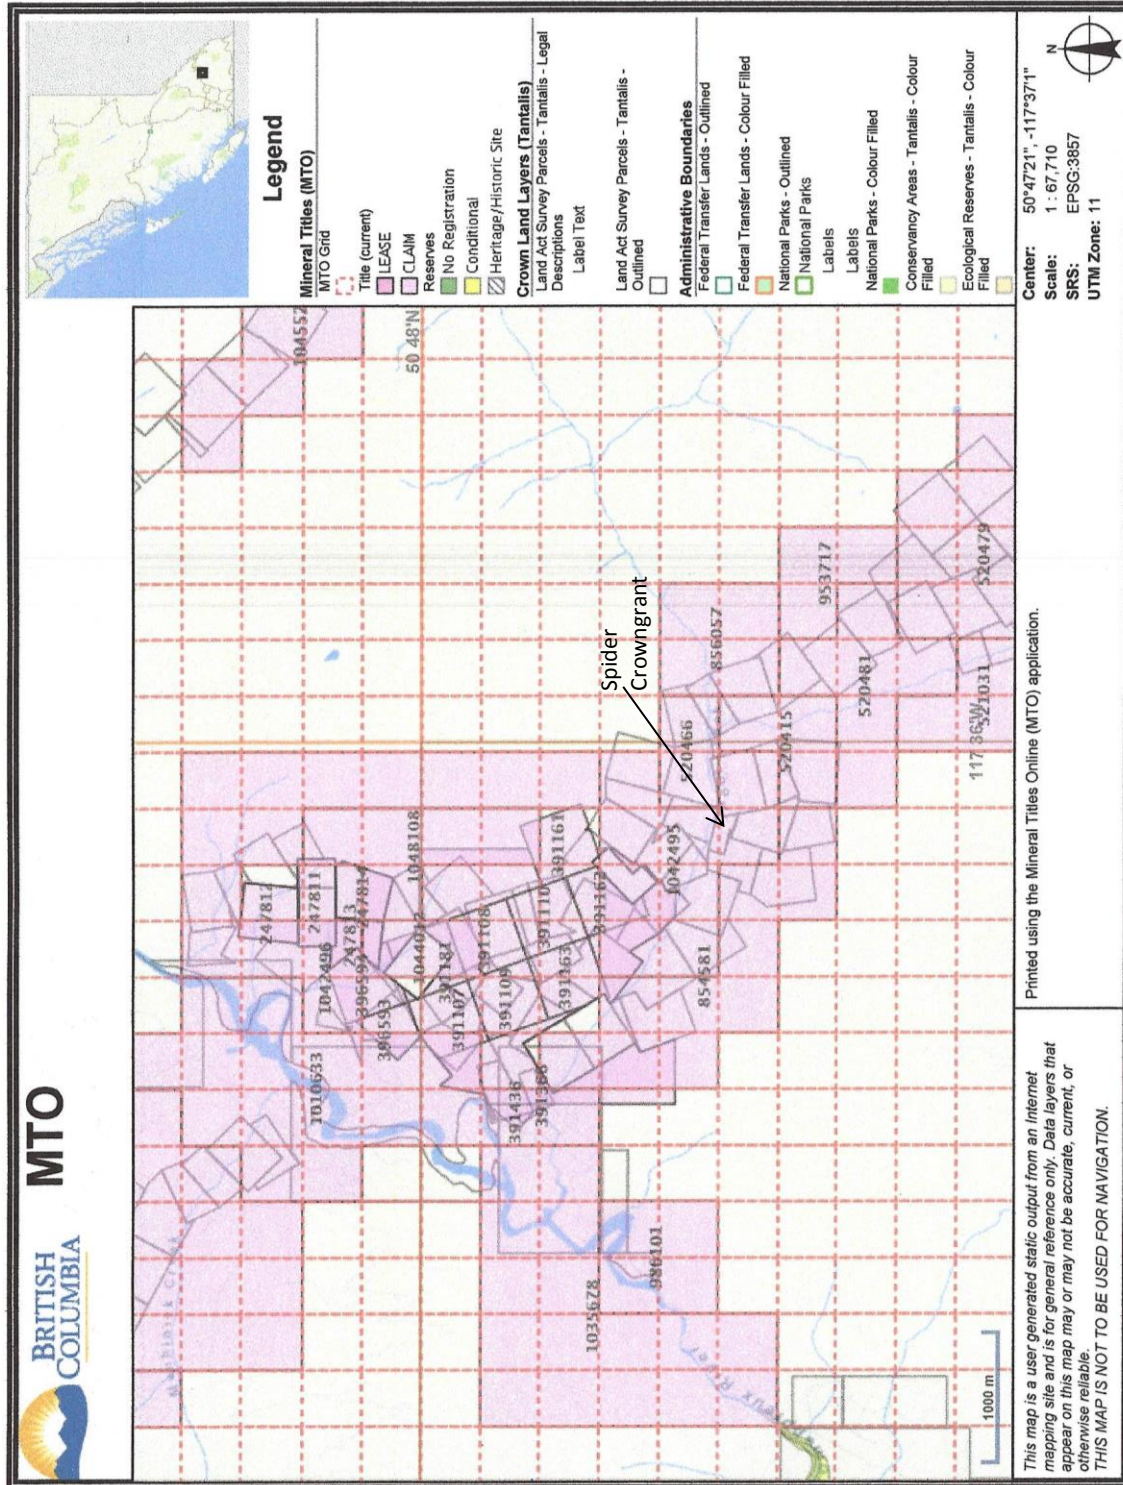 BRITISH
COLUMBIA
MTO
Legend
Mineral Titles (MTO)
MTO Grid
Title (current)
LEASE
CLAIM
Reserves
No Registration
Conditional
Heritage/Historic Site
Crown Land Layers (Tantalis)
Land Act Survey Parcels - Tantalis - Legal
Descriptions
Label Text
Land Act Survey Parcels - Tantalis -
Outlined
Administrative Boundaries
Federal Transfer Lands - Outlined
Federal Transfer Lands - Colour Filled
National Parks - Outlined
National Parks
Labels
Labels
National Parks - Colour Filled
Conservancy Areas - Tantalis - Colour
Filled
Ecological Reserves - Tantalis - Colour
Filled
Center: 50°47'21", -117°37'1"
Scale: 1 : 67,710
SRS: EPSG:3857
UTM Zone: 11
N
104557
50 48'N
247812
247811
247813
247814
1042496
396593
1048108
391181
391108
391107
391109
391110
391161
391162
391163
391436
391368
1010633
1042495
854581
520466
856057
520415
953717
520481
520479
521031
1035678
986101
Spider
Crowngrant
1000 m
This map is a user generated static output from an Internet
mapping site and is for general reference only. Data layers that
appear on this map may or may not be accurate, current, or
otherwise reliable.
THIS MAP IS NOT TO BE USED FOR NAVIGATION.
Printed using the Mineral Titles Online (MTO) application.